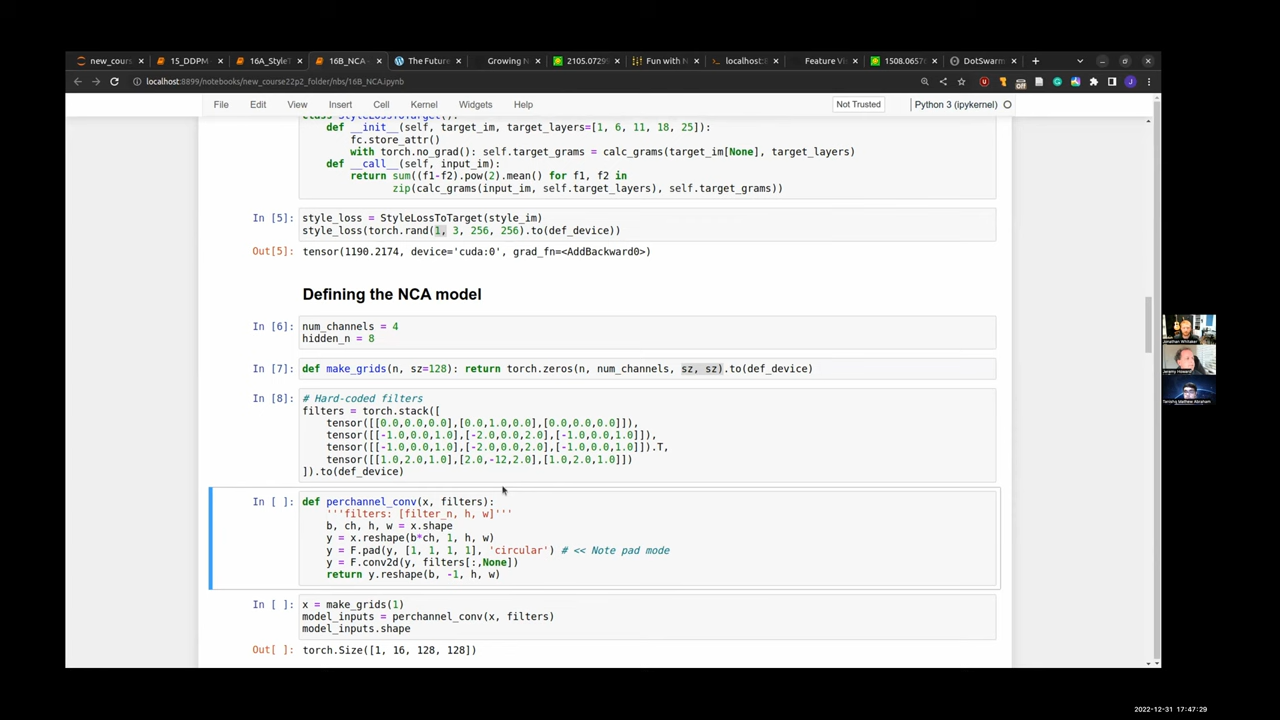 new_cours
15_DDPM
16A_StyleT
16B_NCA
The Future
Growing N
2105.0729
Fun with N
localhost:8
Feature Vi
1508.0657
DotSwarm
localhost:8899/notebooks/new_course22p2_folder/nbs/16B_NCA.ipynb
File Edit View Insert Cell Kernel Widgets Help
Not Trusted
Python 3 (ipykernel)
def __init__(self, target_im, target_layers=[1, 6, 11, 18, 25]):
fc.store_attr()
with torch.no_grad(): self.target_grams = calc_grams(target_im[None], target_layers)
def __call__(self, input_im):
return sum((f1-f2).pow(2).mean() for f1, f2 in
zip(calc_grams(input_im, self.target_layers), self.target_grams))
In [5]: style_loss = StyleLossToTarget(style_im)
style_loss(torch.rand(1, 3, 256, 256).to(def_device))
Out[5]: tensor(1190.2174, device='cuda:0', grad_fn=<AddBackward0>)
Defining the NCA model
In [6]: num_channels = 4
hidden_n = 8
In [7]: def make_grids(n, sz=128): return torch.zeros(n, num_channels, sz, sz).to(def_device)
In [8]: # Hard-coded filters
filters = torch.stack([
tensor([[0.0,0.0,0.0],[0.0,1.0,0.0],[0.0,0.0,0.0]]),
tensor([[-1.0,0.0,1.0],[-2.0,0.0,2.0],[-1.0,0.0,1.0]]),
tensor([[-1.0,0.0,1.0],[-2.0,0.0,2.0],[-1.0,0.0,1.0]]).T,
tensor([[1.0,2.0,1.0],[2.0,-12,2.0],[1.0,2.0,1.0]])
]).to(def_device)
In [ ]: def perchannel_conv(x, filters):
'''filters: [filter_n, h, w]'''
b, ch, h, w = x.shape
y = x.reshape(b*ch, 1, h, w)
y = F.pad(y, [1, 1, 1, 1], 'circular') # << Note pad mode
y = F.conv2d(y, filters[:,None])
return y.reshape(b, -1, h, w)
In [ ]: x = make_grids(1)
model_inputs = perchannel_conv(x, filters)
model_inputs.shape
Out[ ]: torch.Size([1, 16, 128, 128])
Jonathan Whitaker
Jeremy Howard
Tanishq Mathew Abraham
2022-12-31 17:47:29